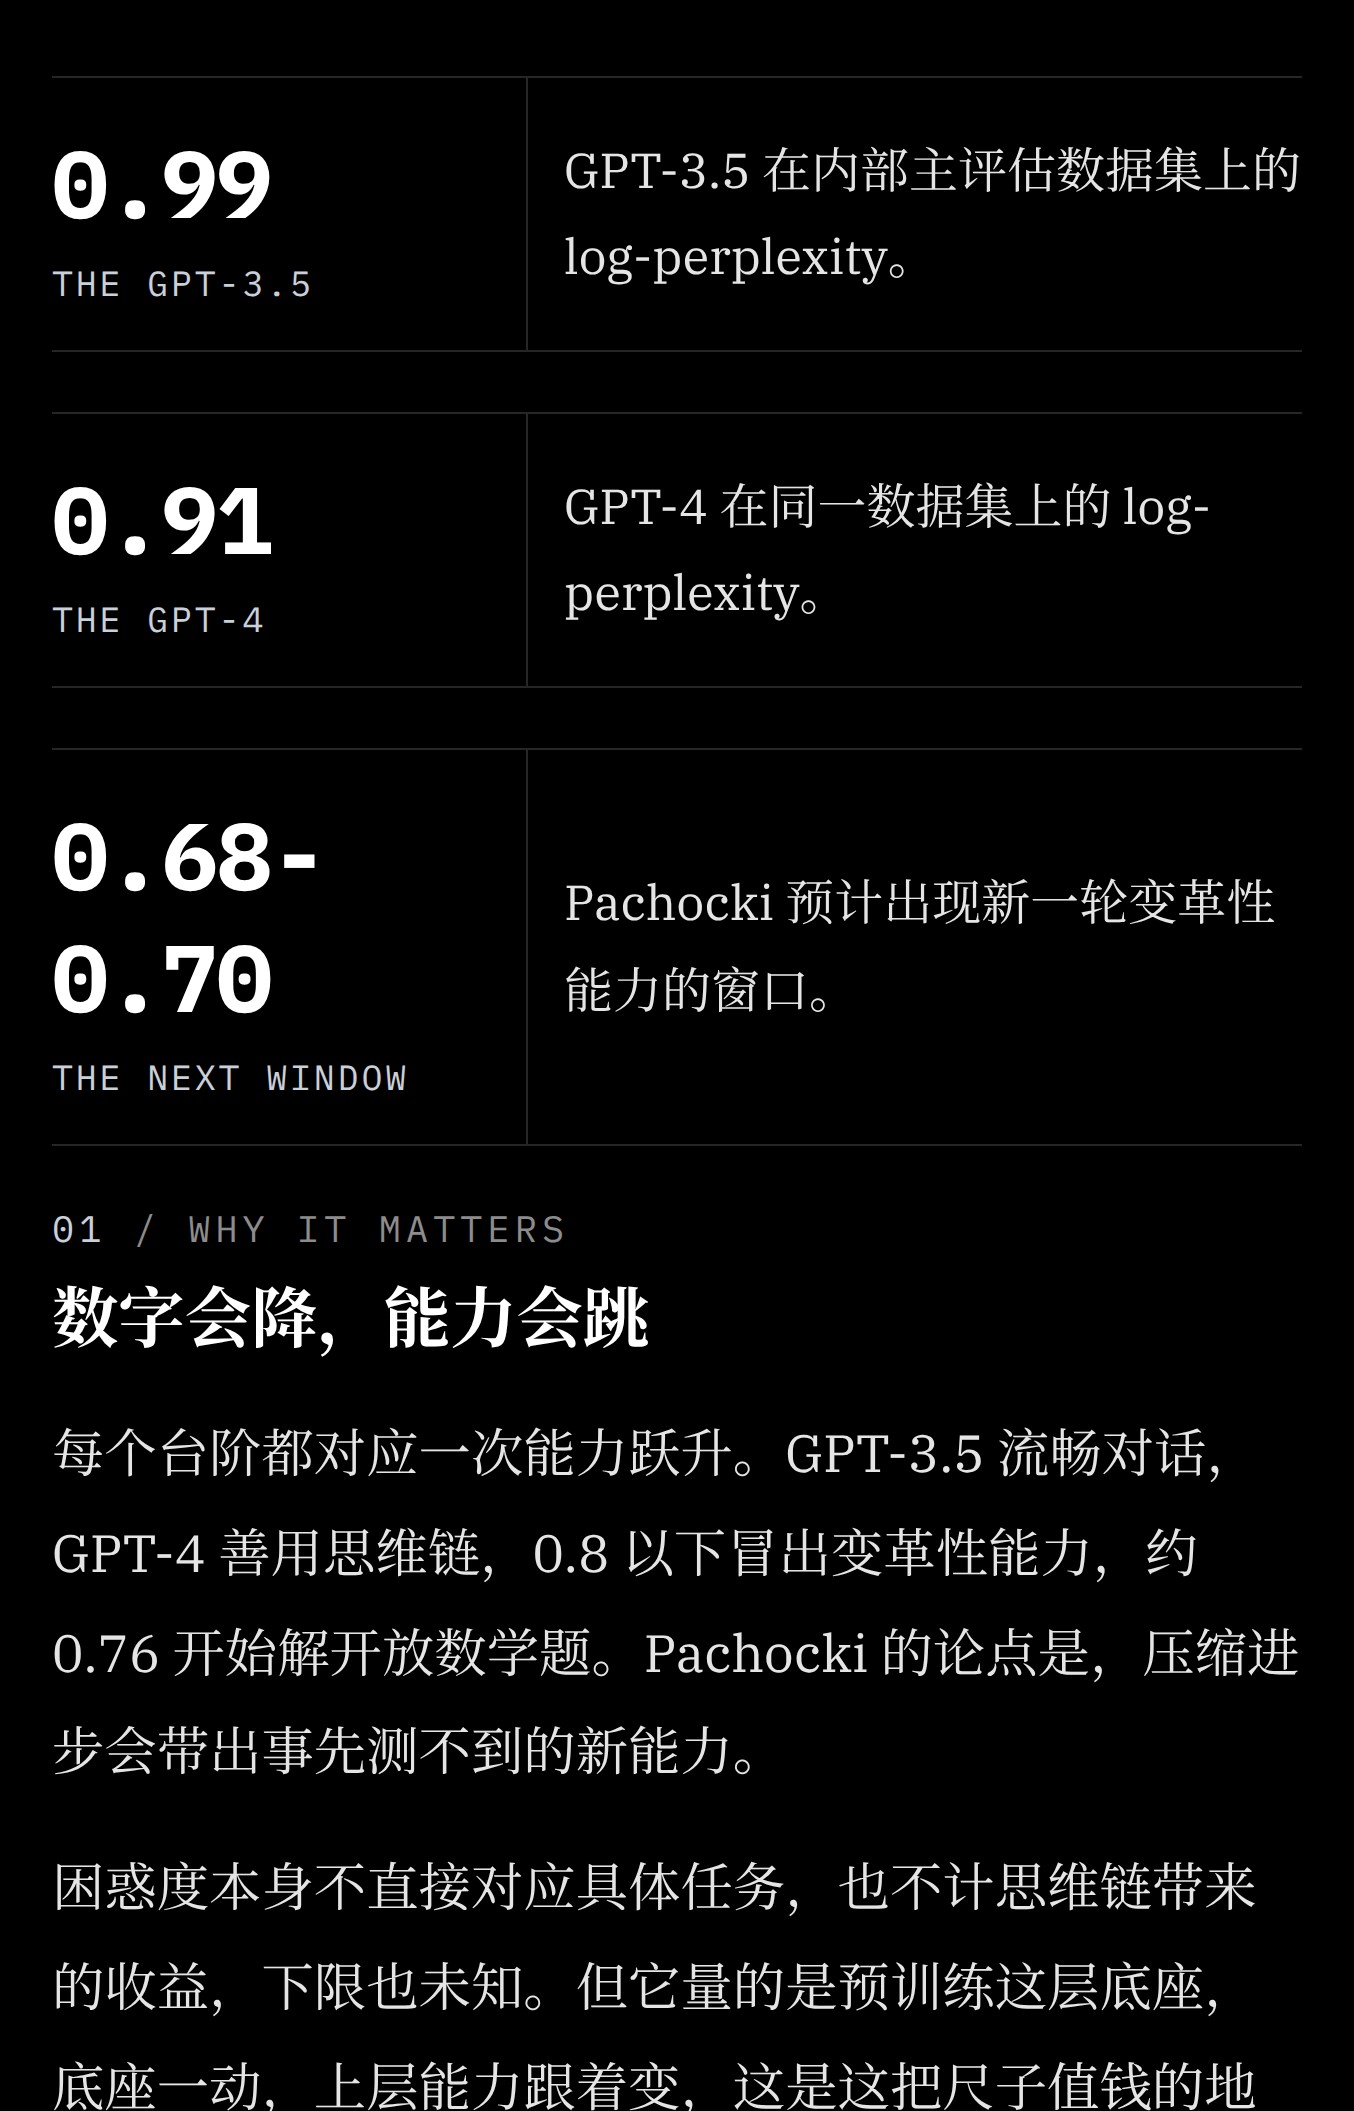 0.99
THE GPT-3.5
GPT-3.5 在内部主评估数据集上的
log-perplexity。
0.91
THE GPT-4
GPT-4 在同一数据集上的 log-
perplexity。
0.68-
0.70
THE NEXT WINDOW
Pachocki 预计出现新一轮变革性
能力的窗口。
01 / WHY IT MATTERS
数字会降，能力会跳
每个台阶都对应一次能力跃升。GPT-3.5 流畅对话，
GPT-4 善用思维链，0.8 以下冒出变革性能力，约
0.76 开始解开放数学题。Pachocki 的论点是，压缩进
步会带出事先测不到的新能力。
困惑度本身不直接对应具体任务，也不计思维链带来
的收益，下限也未知。但它量的是预训练这层底座，
底座一动，上层能力跟着变，这是这把尺子值钱的地